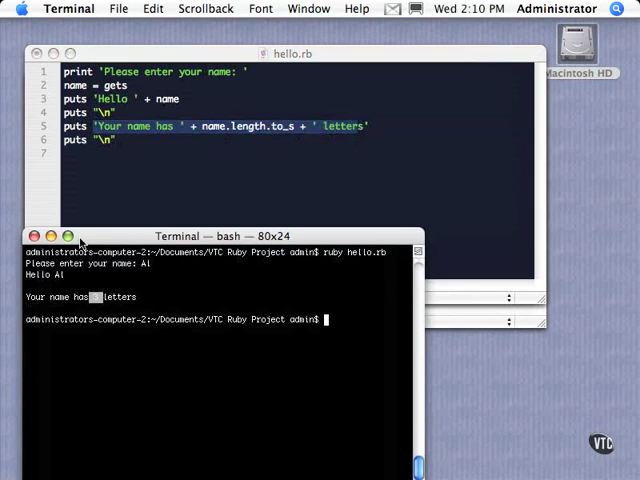 Terminal File Edit Scrollback Font Window Help Wed 2:10 PM Administrator
hello.rb
Macintosh HD
1 print 'Please enter your name: '
2 name = gets
3 puts 'Hello ' + name
4 puts "\n"
5 puts 'Your name has ' + name.length.to_s + ' letters'
6 puts "\n"
7
Terminal — bash — 80x24
administrators-computer-2:~/Documents/VTC Ruby Project admin$ ruby hello.rb
Please enter your name: Al
Hello Al
Your name has 3 letters
administrators-computer-2:~/Documents/VTC Ruby Project admin$
VTC